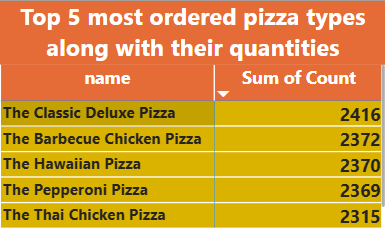 Top 5 most ordered pizza types
along with their quantities
name Sum of Count
The Classic Deluxe Pizza 2416
The Barbecue Chicken Pizza 2372
The Hawaiian Pizza 2370
The Pepperoni Pizza 2369
The Thai Chicken Pizza 2315